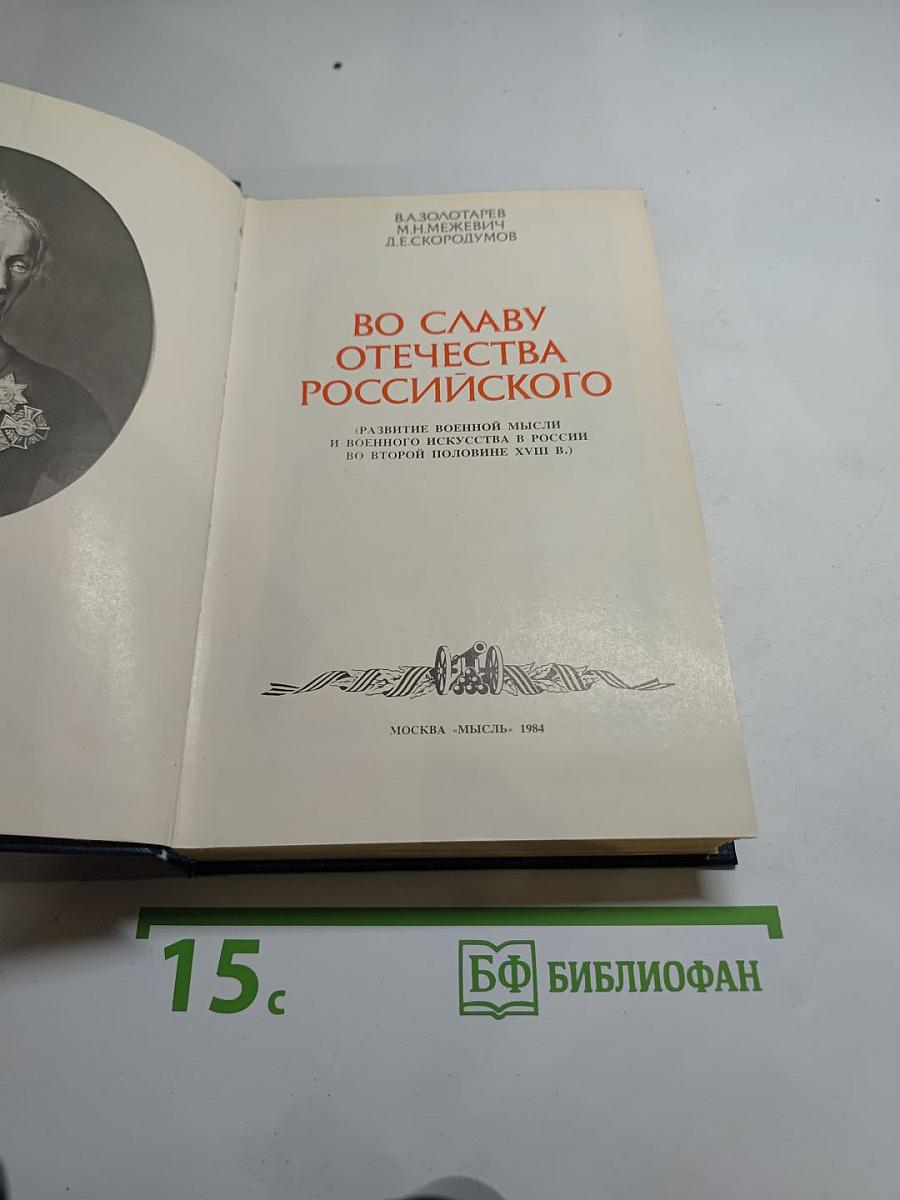 В.А.ЗОЛОТАРЕВ
М.Н.МЕЖЕВИЧ
Д.Е.СКОРОДУМОВ
ВО СЛАВУ
ОТЕЧЕСТВА
РОССИЙСКОГО
(РАЗВИТИЕ ВОЕННОЙ МЫСЛИ
И ВОЕННОГО ИСКУССТВА В РОССИИ
ВО ВТОРОЙ ПОЛОВИНЕ XVIII В.)
МОСКВА «МЫСЛЬ» 1984
15 с
БФ БИБЛИОФАН